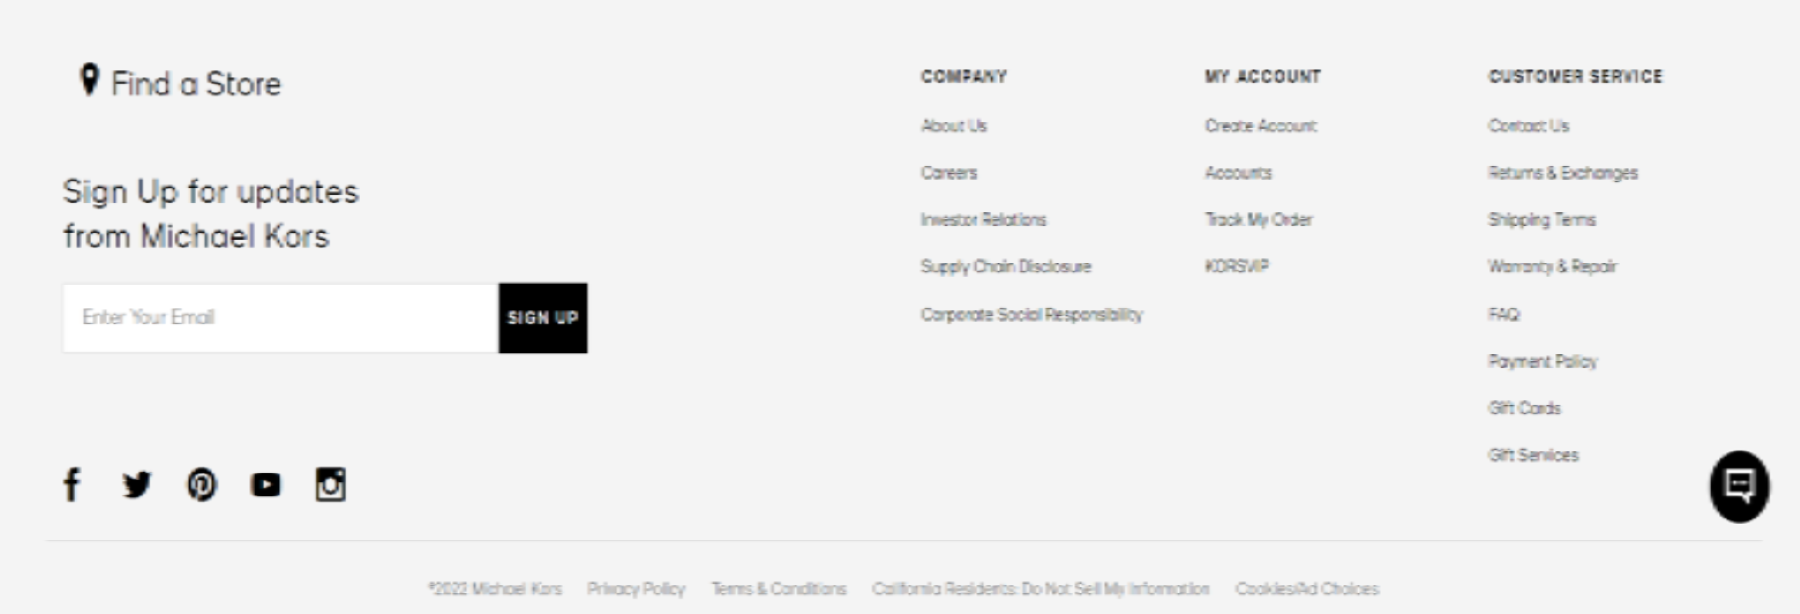 Find a Store
Sign Up for updates
from Michael Kors
Enter Your Email
SIGN UP
COMPANY
About Us
Careers
Investor Relations
Supply Chain Disclosure
Corporate Social Responsibility
MY ACCOUNT
Create Account
Accounts
Track My Order
KORSVIP
CUSTOMER SERVICE
Contact Us
Returns & Exchanges
Shipping Terms
Warranty & Repair
FAQ
Payment Policy
Gift Cards
Gift Services
©2022 Michael Kors Privacy Policy Terms & Conditions California Residents: Do Not Sell My Information Cookies/Ad Choices